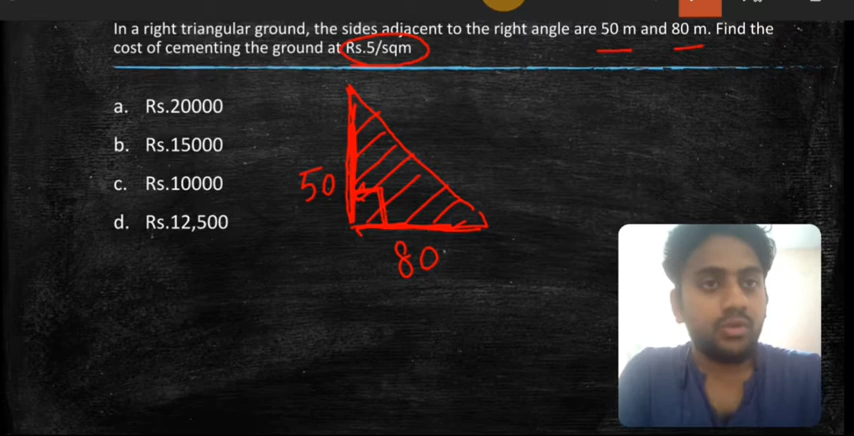 In a right triangular ground, the sides adjacent to the right angle are 50 m and 80 m. Find the
cost of cementing the ground at Rs.5/sqm
a. Rs.20000
b. Rs.15000
c. Rs.10000
d. Rs.12,500
50
80